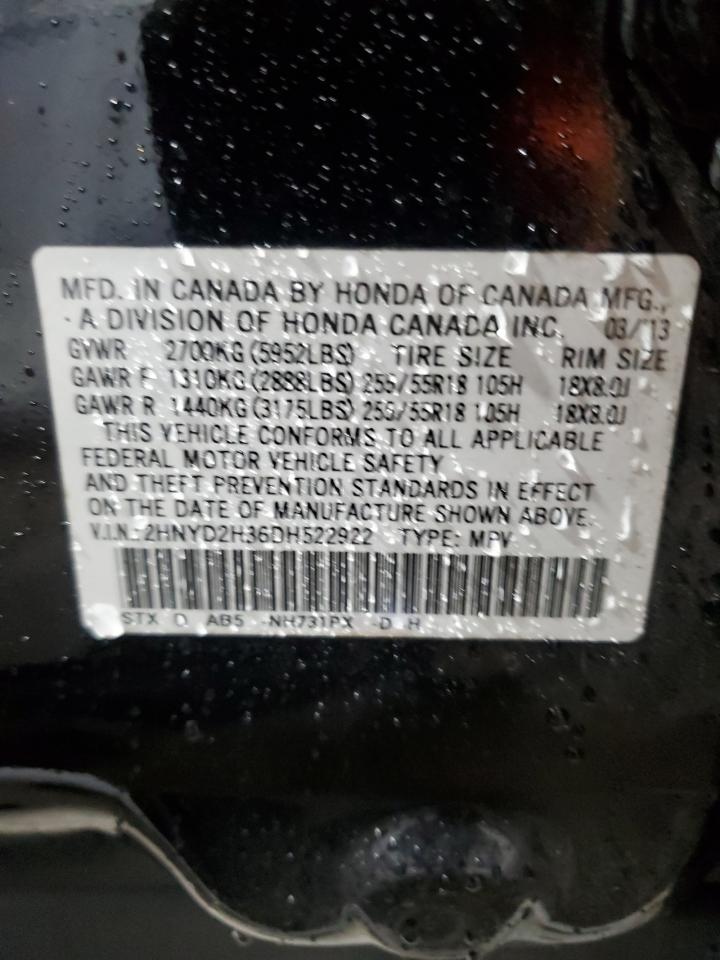 MFD. IN CANADA BY HONDA OF CANADA MFG.,
A DIVISION OF HONDA CANADA INC. 03/13
GVWR 2700KG (5952LBS) TIRE SIZE RIM SIZE
GAWR F 1310KG (2888LBS) 255/55R18 105H 18X8.0J
GAWR R 1440KG (3175LBS) 255/55R18 105H 18X8.0J
THIS VEHICLE CONFORMS TO ALL APPLICABLE
FEDERAL MOTOR VEHICLE SAFETY
AND THEFT PREVENTION STANDARDS IN EFFECT
ON THE DATE OF MANUFACTURE SHOWN ABOVE.
V.I.N.: 2HNYD2H36DH522922 TYPE: MPV
STX D AB5 -NH731PX -D H